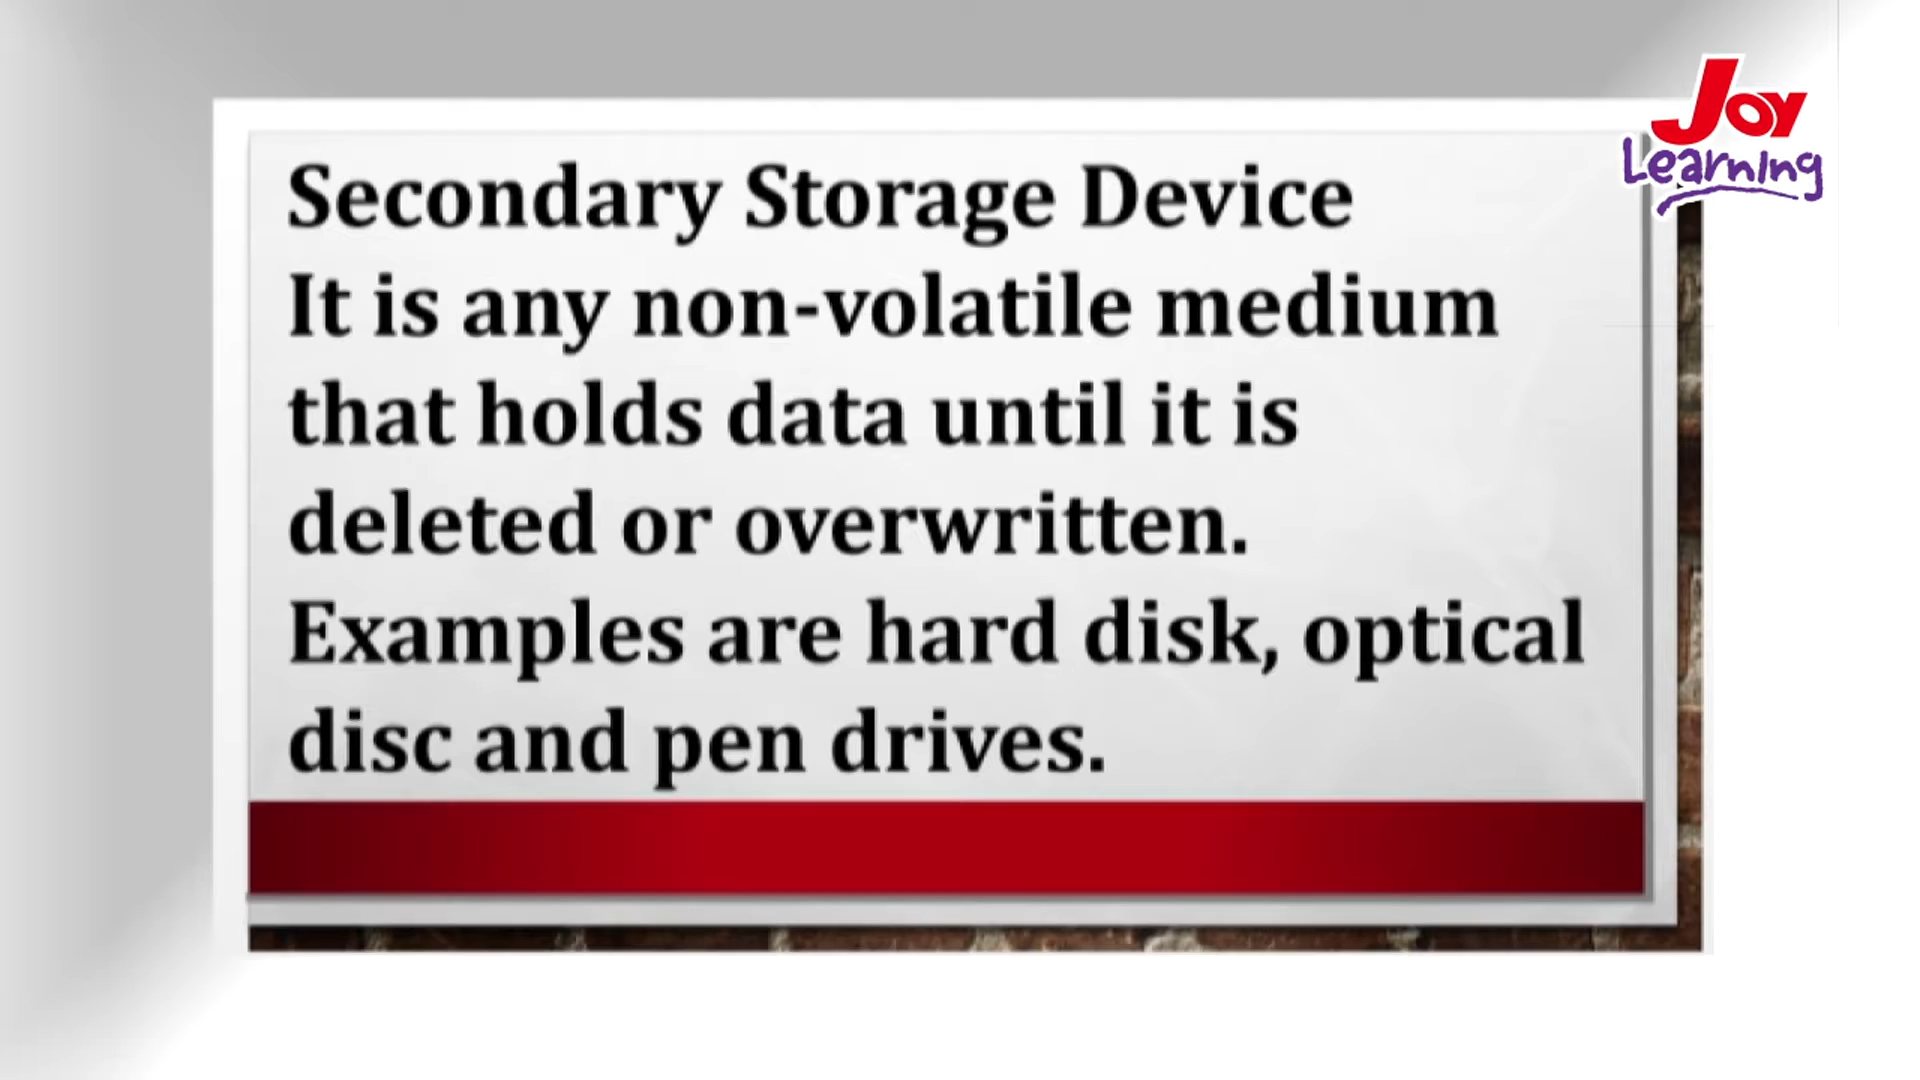 Joy
Learning
Secondary Storage Device
It is any non-volatile medium
that holds data until it is
deleted or overwritten.
Examples are hard disk, optical
disc and pen drives.